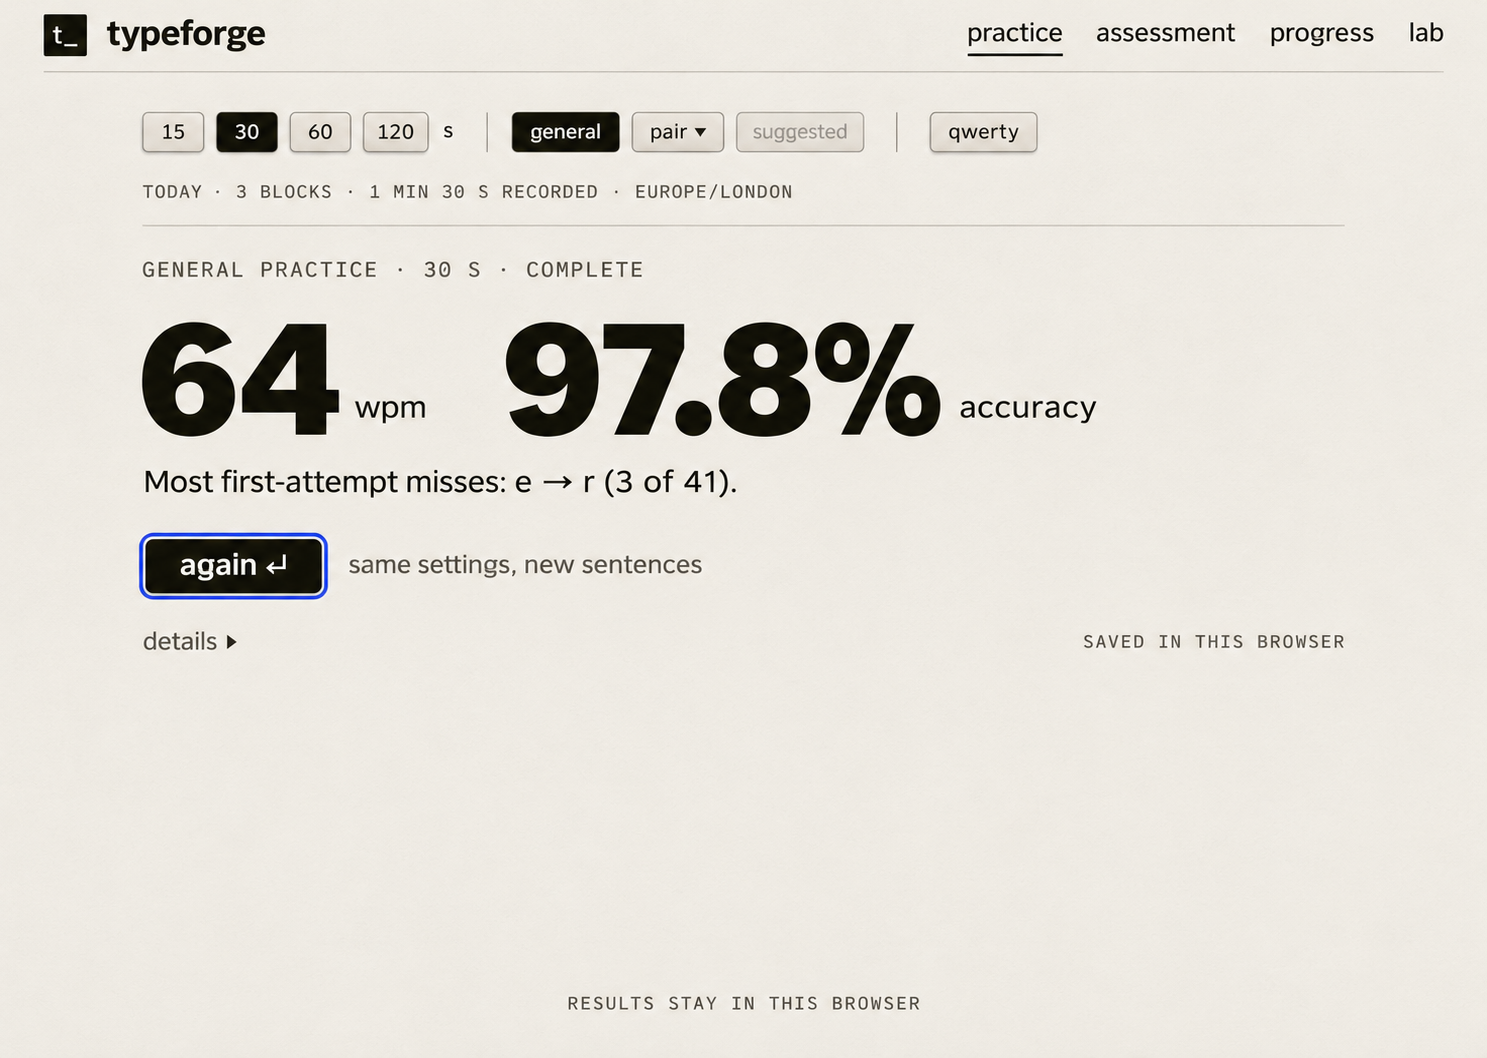 t_ typeforge practice assessment progress lab
15 30 60 120 s general pair ▾ suggested qwerty
TODAY · 3 BLOCKS · 1 MIN 30 S RECORDED · EUROPE/LONDON
GENERAL PRACTICE · 30 S · COMPLETE
64 wpm 97.8% accuracy
Most first-attempt misses: e → r (3 of 41).
again ↵ same settings, new sentences
details ▸ SAVED IN THIS BROWSER
RESULTS STAY IN THIS BROWSER